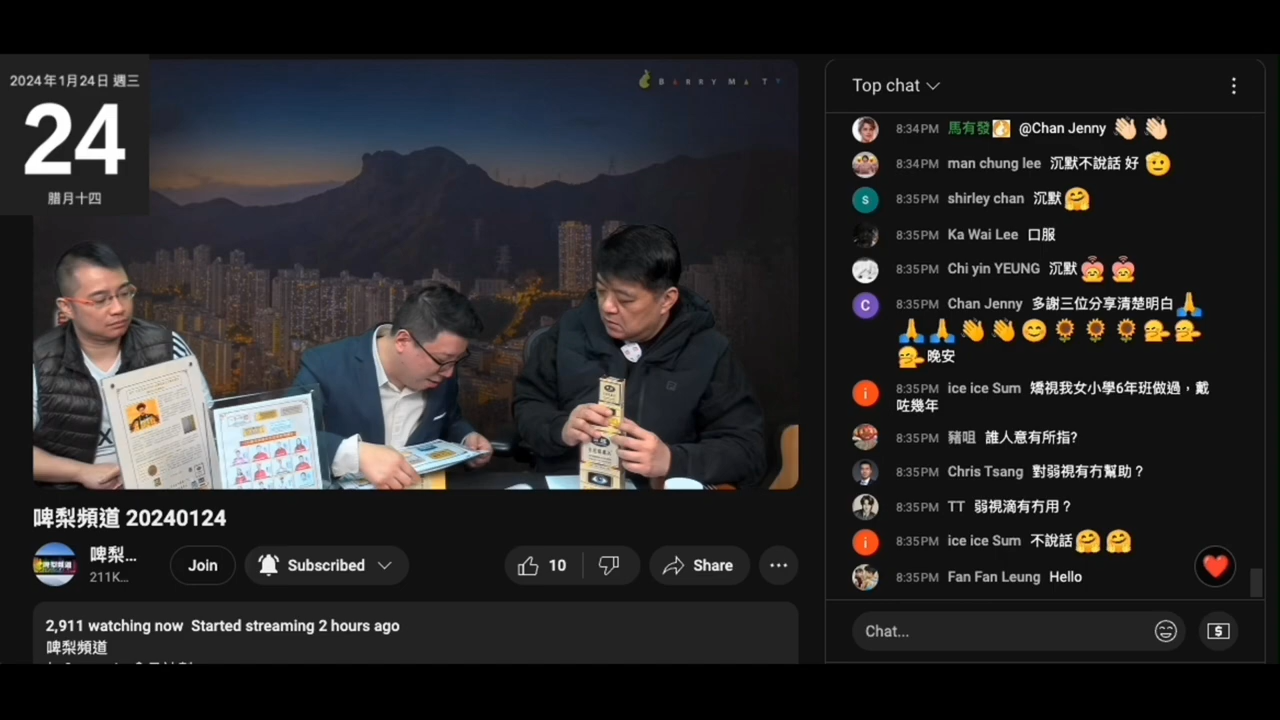 2024年1月24日 週三
24
腊月十四
BARRY MA TV
啤梨頻道 20240124
啤梨...
211K...
Join
Subscribed
10
Share
2,911 watching now Started streaming 2 hours ago
啤梨頻道
Top chat
8:34PM 馬有發 @Chan Jenny 👋🏻 👋🏻
8:34PM man chung lee 沉默不說話 好 🫡
8:35PM shirley chan 沉默 🤗
8:35PM Ka Wai Lee 口服
8:35PM Chi yin YEUNG 沉默
8:35PM Chan Jenny 多謝三位分享清楚明白 🙏
🙏 🙏 👋 👋 😊 🌻 🌻 🌻
晚安
8:35PM ice ice Sum 矯視我女小學6年班做過，戴
咗幾年
8:35PM 豬咀 誰人意有所指?
8:35PM Chris Tsang 對弱視有冇幫助？
8:35PM TT 弱視滴有冇用？
8:35PM ice ice Sum 不說話 🤗 🤗
8:35PM Fan Fan Leung Hello
Chat...